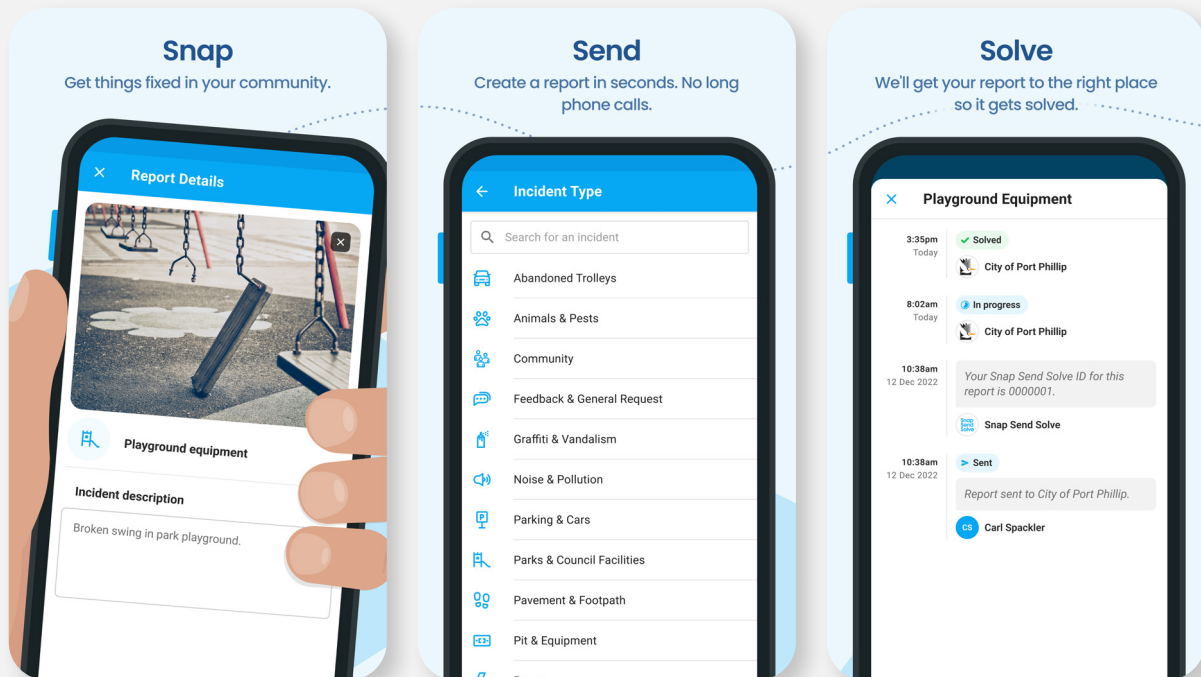 Snap
Get things fixed in your community.
Report Details
Playground equipment
Incident description
Broken swing in park playground.
Send
Create a report in seconds. No long
phone calls.
Incident Type
Search for an incident
Abandoned Trolleys
Animals & Pests
Community
Feedback & General Request
Graffiti & Vandalism
Noise & Pollution
P
Parking & Cars
Parks & Council Facilities
Pavement & Footpath
Pit & Equipment
Solve
We'll get your report to the right place
so it gets solved.
Playground Equipment
3:35pm
Today
Solved
City of Port Phillip
8:02am
Today
In progress
City of Port Phillip
10:38am
12 Dec 2022
Your Snap Send Solve ID for this
report is 0000001.
Snap
Send
Solve
Snap Send Solve
10:38am
12 Dec 2022
Sent
Report sent to City of Port Phillip.
CS
Carl Spackler